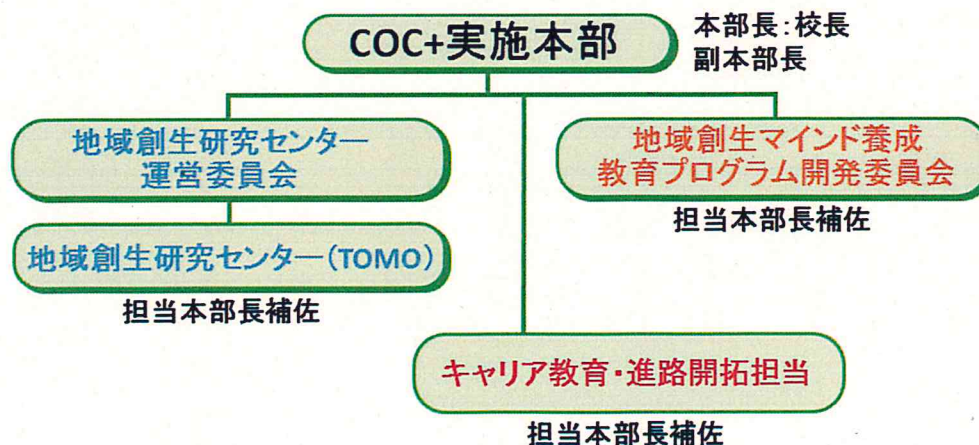 COC+実施本部
本部長:校長
副本部長
地域創生研究センター
運営委員会
地域創生マインド養成
教育プログラム開発委員会
担当本部長補佐
地域創生研究センター(TOMO)
担当本部長補佐
キャリア教育・進路開拓担当
担当本部長補佐